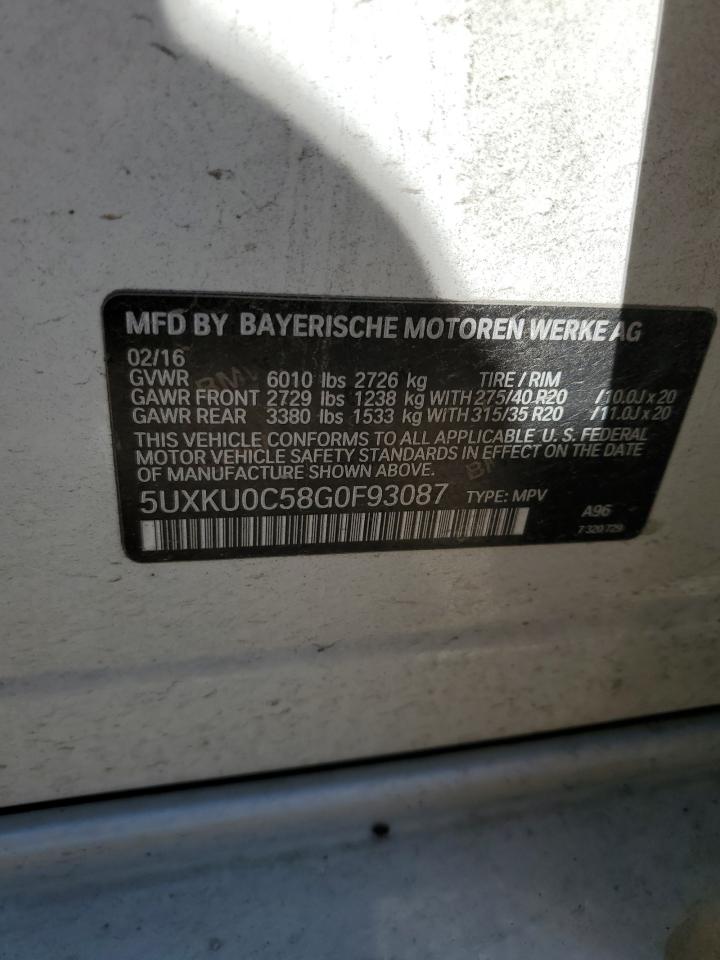 MFD BY BAYERISCHE MOTOREN WERKE AG
02/16
GVWR 6010 lbs 2726 kg TIRE / RIM
GAWR FRONT 2729 lbs 1238 kg WITH 275/40 R20 /10.0J x 20
GAWR REAR 3380 lbs 1533 kg WITH 315/35 R20 /11.0J x 20
THIS VEHICLE CONFORMS TO ALL APPLICABLE U. S. FEDERAL
MOTOR VEHICLE SAFETY STANDARDS IN EFFECT ON THE DATE
OF MANUFACTURE SHOWN ABOVE.
5UXKU0C58G0F93087 TYPE: MPV
A96
7 320 729